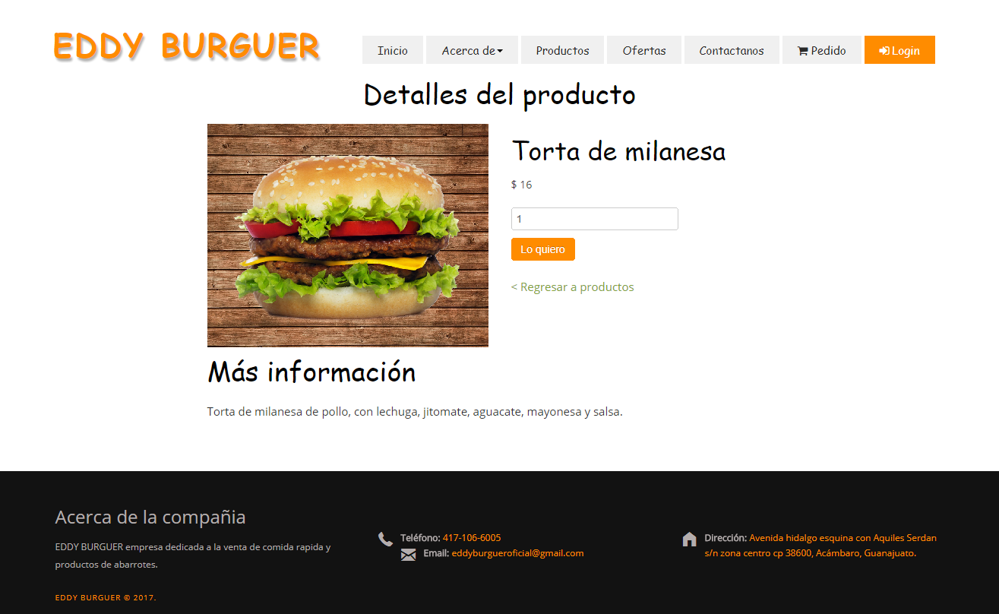 EDDY BURGUER
Inicio
Acerca de
Productos
Ofertas
Contactanos
Pedido
Login
Detalles del producto
Torta de milanesa
$ 16
1
Lo quiero
< Regresar a productos
Más información
Torta de milanesa de pollo, con lechuga, jitomate, aguacate, mayonesa y salsa.
Acerca de la compañia
EDDY BURGUER empresa dedicada a la venta de comida rapida y
productos de abarrotes.
EDDY BURGUER © 2017.
Teléfono: 417-106-6005
Email: eddyburgueroficial@gmail.com
Dirección: Avenida hidalgo esquina con Aquiles Serdan
s/n zona centro cp 38600, Acámbaro, Guanajuato.